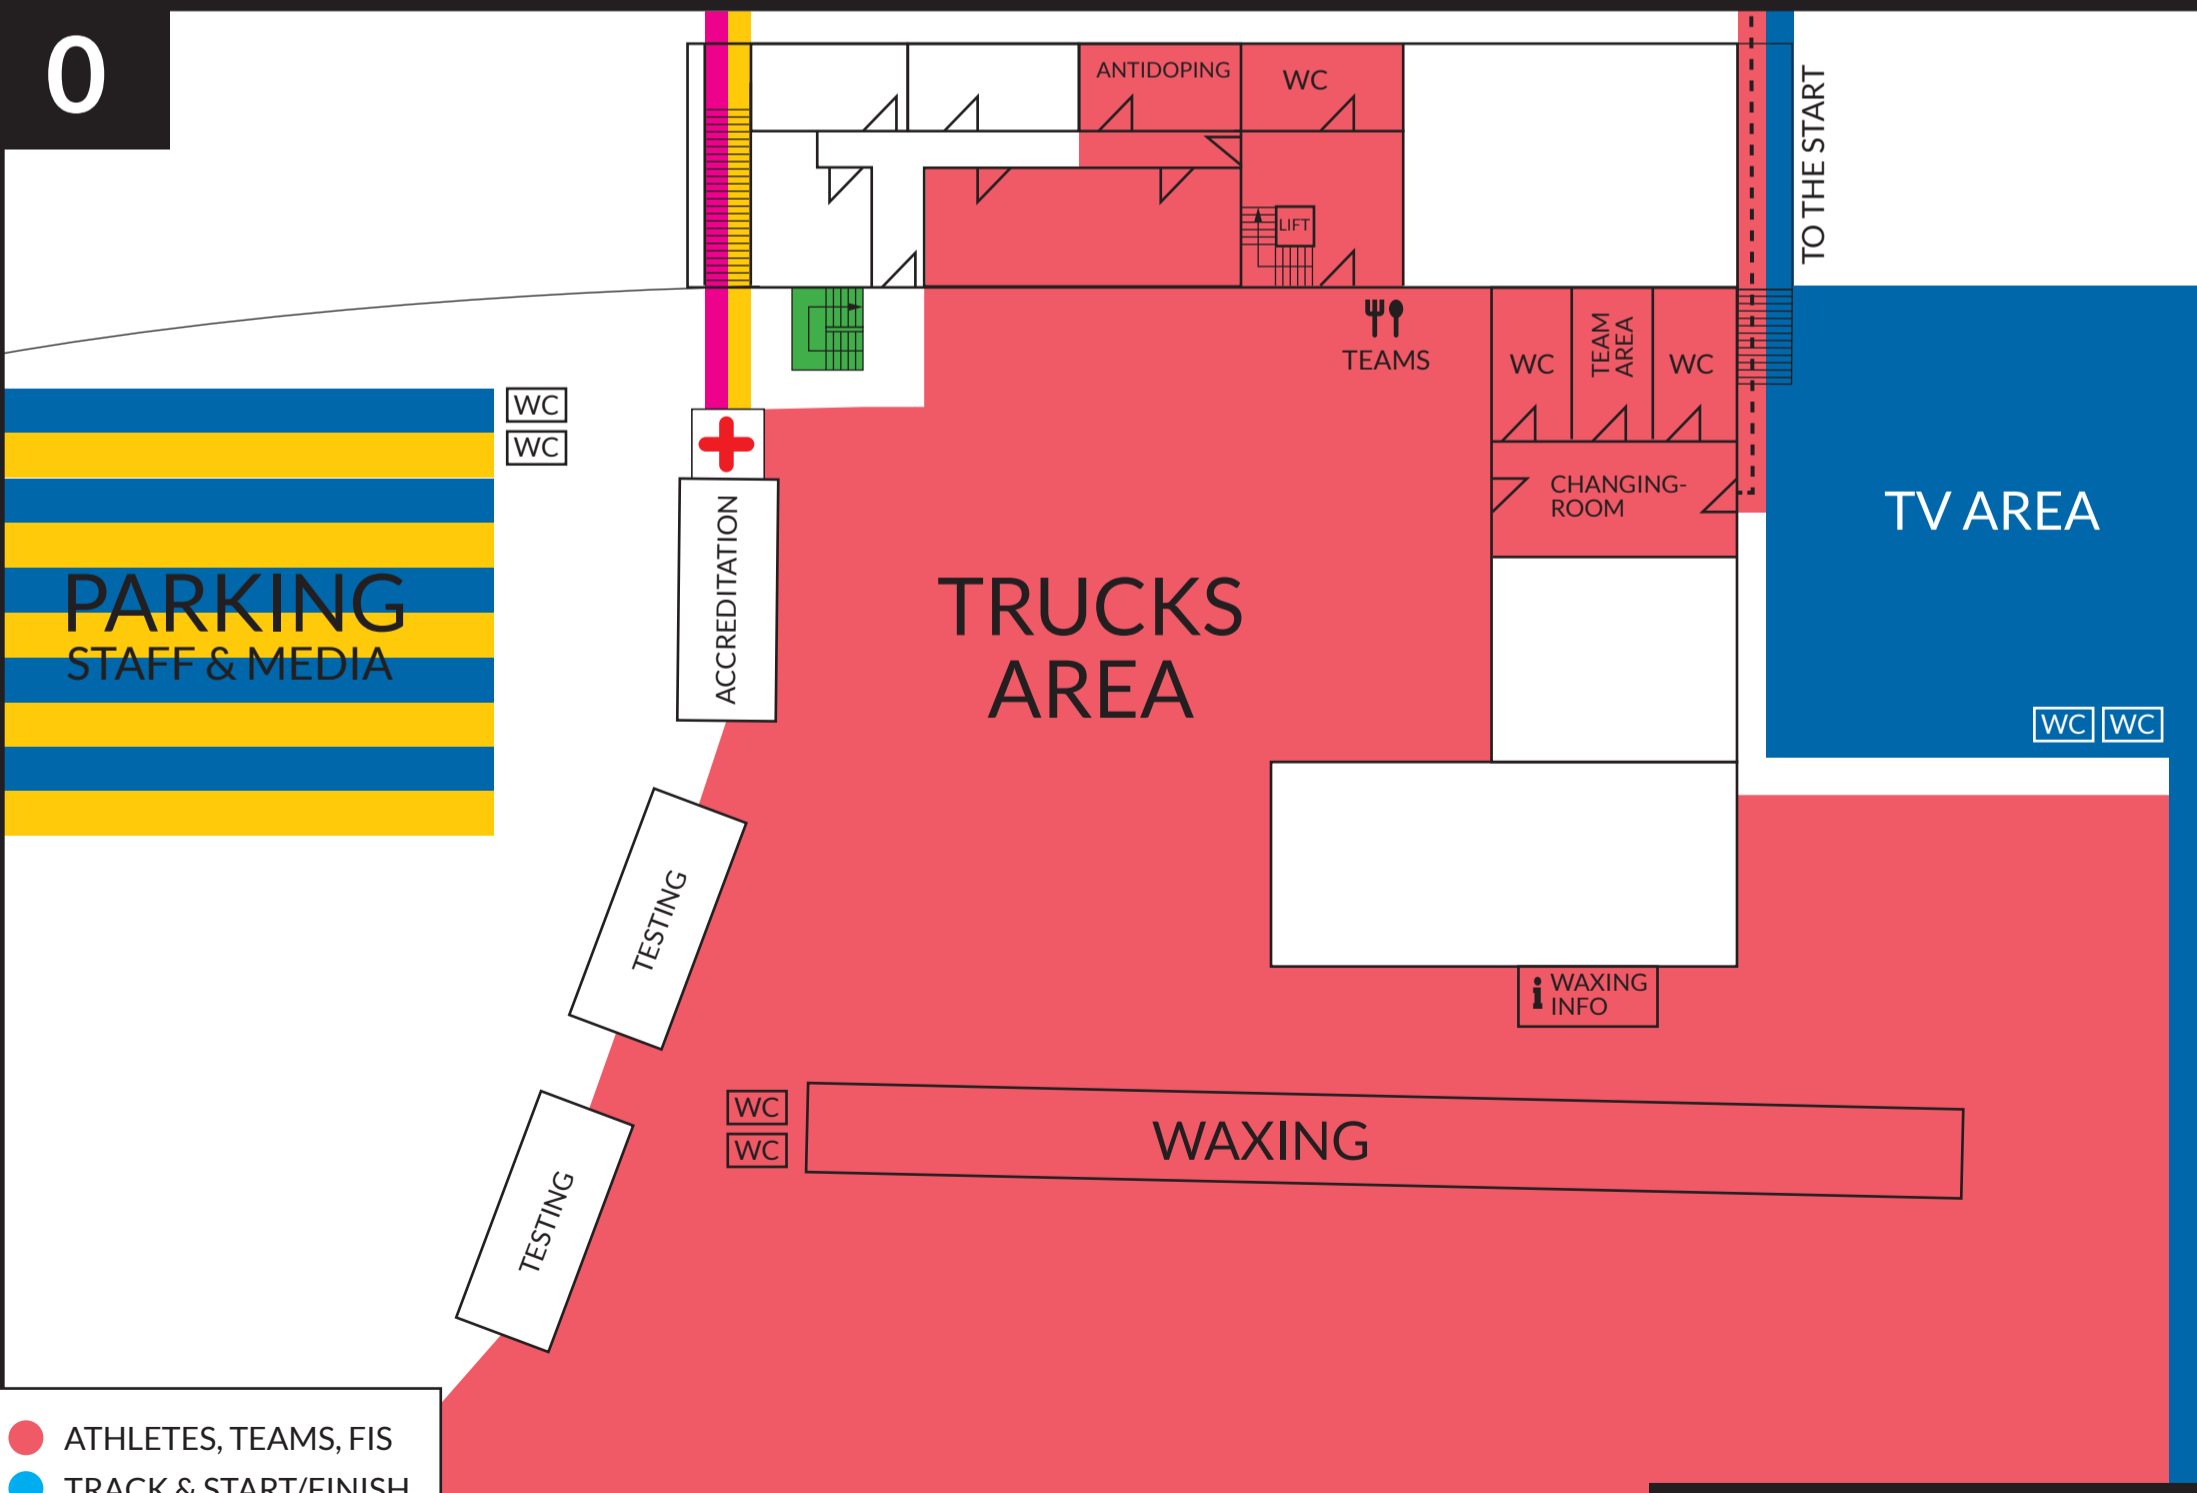 0
ANTIDOPING
WC
LIFT
TO THE START
TEAMS
WC
TEAM
AREA
WC
WC
WC
CHANGING-
ROOM
TV AREA
ACCREDITATION
PARKING
STAFF & MEDIA
TRUCKS
AREA
WC WC
TESTING
i WAXING
INFO
WC
WC
WAXING
TESTING
ATHLETES, TEAMS, FIS
TRACK & START/FINISH